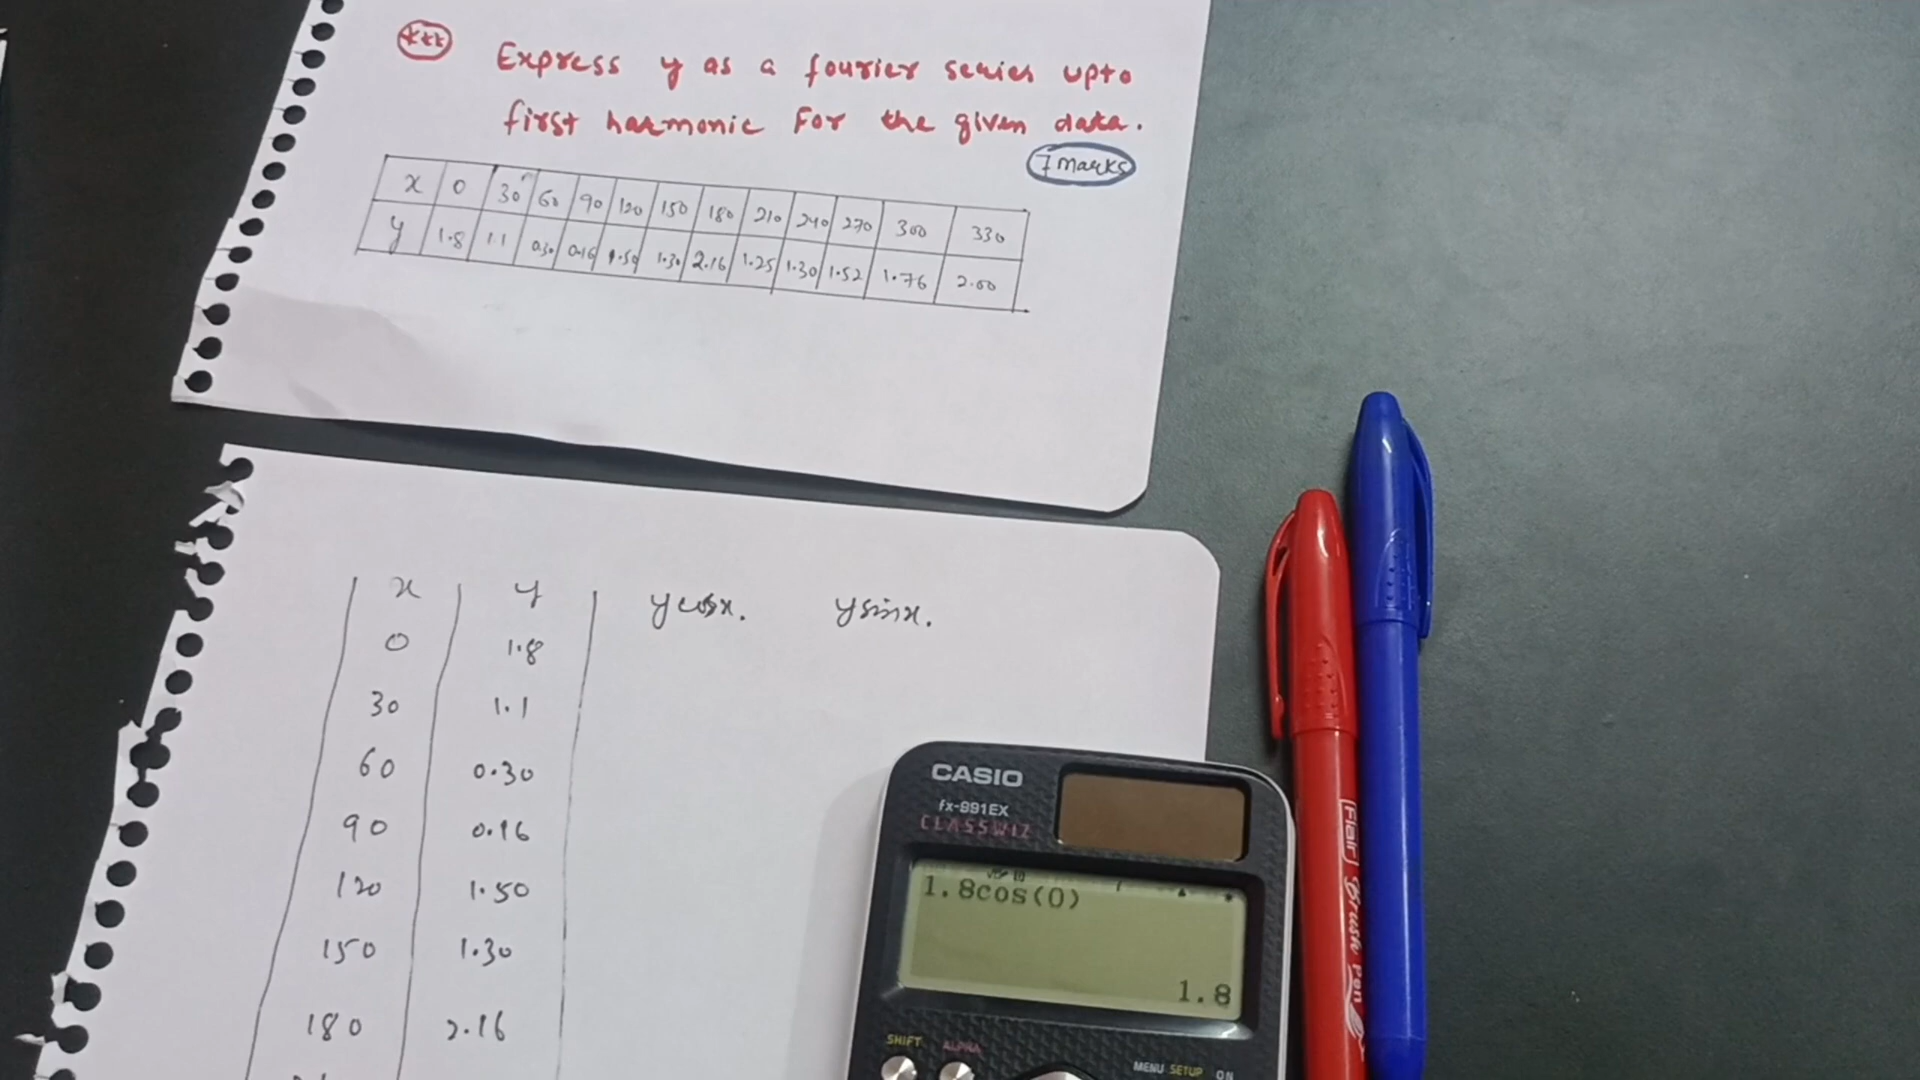 ***
Express y as a fourier series upto
first harmonic For the given data.
7 marks
x 0 30 60 90 120 150 180 210 240 270 300 330
y 1.8 1.1 0.30 0.16 1.50 1.30 2.16 1.25 1.30 1.52 1.76 2.00
x y ycosx. ysinx.
0 1.8
30 1.1
60 0.30
90 0.16
120 1.50
150 1.30
180 2.16
CASIO
fx-991EX
CLASSWIZ
1.8cos(0)
1.8
SHIFT ALPHA MENU SETUP ON
Flair Brush Pen